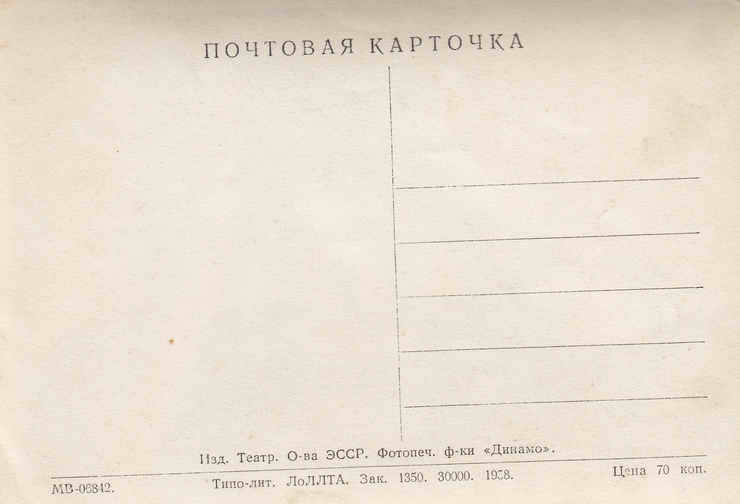 ПОЧТОВАЯ КАРТОЧКА
Изд. Театр. О-ва ЭССР. Фотопеч. ф-ки «Динамо».
МВ-06842. Типо-лит. ЛоЛЛТА. Зак. 1350. 30000. 1958. Цена 70 коп.